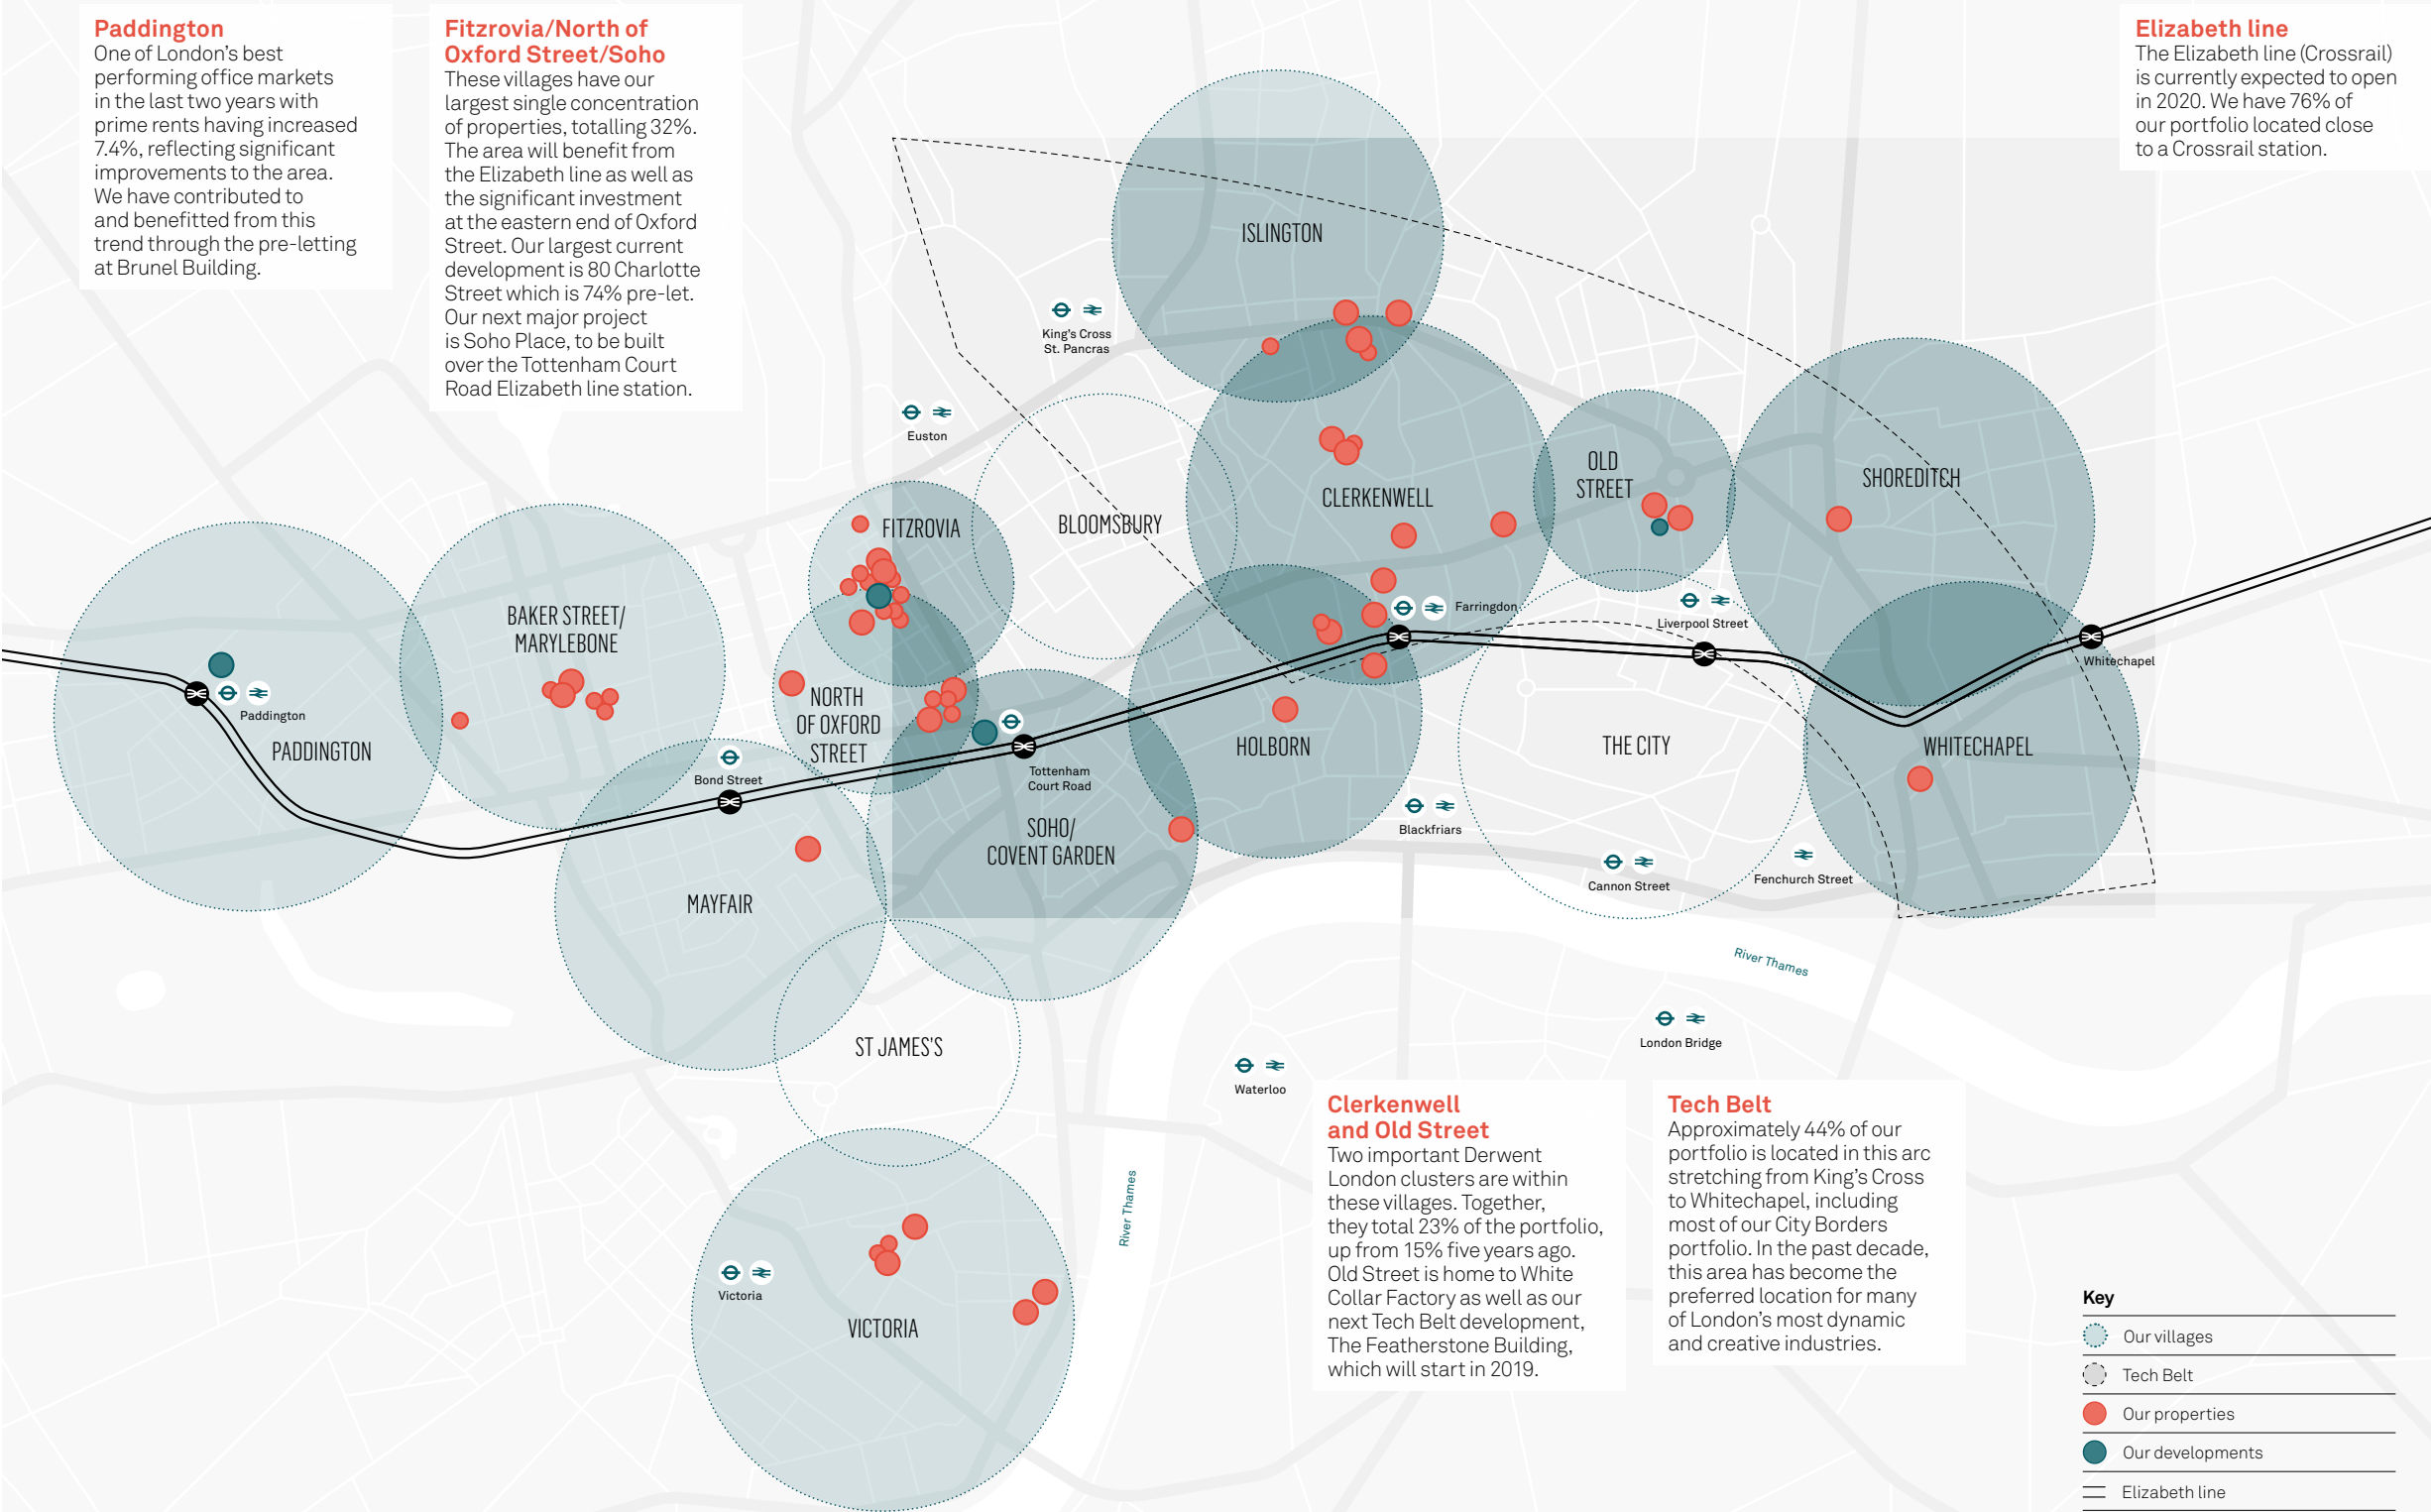 Paddington
One of London's best
performing office markets
in the last two years with
prime rents having increased
7.4%, reflecting significant
improvements to the area.
We have contributed to
and benefitted from this
trend through the pre-letting
at Brunel Building.
Fitzrovia/North of
Oxford Street/Soho
These villages have our
largest single concentration
of properties, totalling 32%.
The area will benefit from
the Elizabeth line as well as
the significant investment
at the eastern end of Oxford
Street. Our largest current
development is 80 Charlotte
Street which is 74% pre-let.
Our next major project
is Soho Place, to be built
over the Tottenham Court
Road Elizabeth line station.
Elizabeth line
The Elizabeth line (Crossrail)
is currently expected to open
in 2020. We have 76% of
our portfolio located close
to a Crossrail station.
ISLINGTON
King's Cross
St. Pancras
Euston
OLD
STREET
SHOREDITCH
CLERKENWELL
BLOOMSBURY
FITZROVIA
BAKER STREET/
MARYLEBONE
Farringdon
Liverpool Street
Whitechapel
Paddington
PADDINGTON
NORTH
OF OXFORD
STREET
HOLBORN
THE CITY
WHITECHAPEL
Bond Street
Tottenham
Court Road
SOHO/
COVENT GARDEN
Blackfriars
Cannon Street
Fenchurch Street
MAYFAIR
River Thames
ST JAMES'S
London Bridge
Waterloo
River Thames
Victoria
VICTORIA
Clerkenwell
and Old Street
Two important Derwent
London clusters are within
these villages. Together,
they total 23% of the portfolio,
up from 15% five years ago.
Old Street is home to White
Collar Factory as well as our
next Tech Belt development,
The Featherstone Building,
which will start in 2019.
Tech Belt
Approximately 44% of our
portfolio is located in this arc
stretching from King's Cross
to Whitechapel, including
most of our City Borders
portfolio. In the past decade,
this area has become the
preferred location for many
of London's most dynamic
and creative industries.
Key
Our villages
Tech Belt
Our properties
Our developments
Elizabeth line